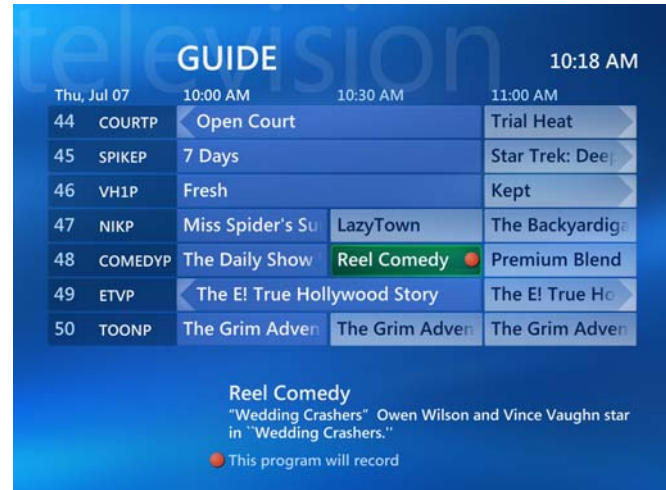 television
GUIDE 10:18 AM
Thu, Jul 07 10:00 AM 10:30 AM 11:00 AM
44 COURTP Open Court Trial Heat
45 SPIKEP 7 Days Star Trek: Deep
46 VH1P Fresh Kept
47 NIKP Miss Spider's Su LazyTown The Backyardiga
48 COMEDYP The Daily Show Reel Comedy Premium Blend
49 ETVP The E! True Hollywood Story The E! True Ho
50 TOONP The Grim Adven The Grim Adven The Grim Adven
Reel Comedy
"Wedding Crashers" Owen Wilson and Vince Vaughn star
in ``Wedding Crashers.''
This program will record